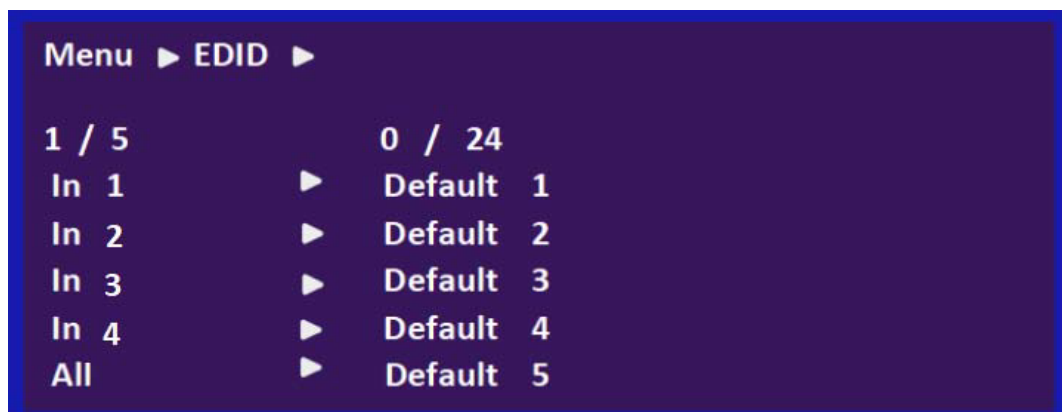 Menu ▶ EDID ▶
1 / 5 0 / 24
In 1 ▶ Default 1
In 2 ▶ Default 2
In 3 ▶ Default 3
In 4 ▶ Default 4
All ▶ Default 5